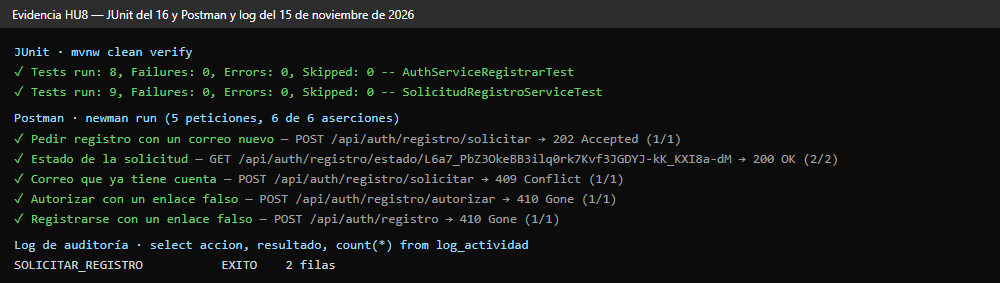 Evidencia HU8 — JUnit del 16 y Postman y log del 15 de noviembre de 2026
JUnit · mvnw clean verify
✓ Tests run: 8, Failures: 0, Errors: 0, Skipped: 0 -- AuthServiceRegistrarTest
✓ Tests run: 9, Failures: 0, Errors: 0, Skipped: 0 -- SolicitudRegistroServiceTest
Postman · newman run (5 peticiones, 6 de 6 aserciones)
✓ Pedir registro con un correo nuevo — POST /api/auth/registro/solicitar → 202 Accepted (1/1)
✓ Estado de la solicitud — GET /api/auth/registro/estado/L6a7_PbZ3OkeBB3ilq0rk7Kvf3JGDYJ-kK_KXI8a-dM → 200 OK (2/2)
✓ Correo que ya tiene cuenta — POST /api/auth/registro/solicitar → 409 Conflict (1/1)
✓ Autorizar con un enlace falso — POST /api/auth/registro/autorizar → 410 Gone (1/1)
✓ Registrarse con un enlace falso — POST /api/auth/registro → 410 Gone (1/1)
Log de auditoría · select accion, resultado, count(*) from log_actividad
SOLICITAR_REGISTRO EXITO 2 filas